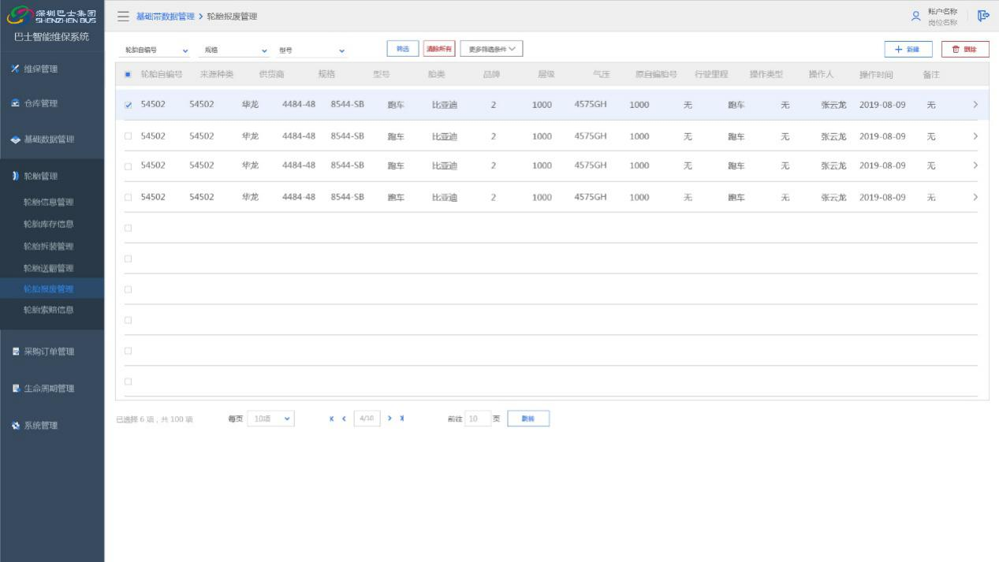 深圳巴士集团
SHENZHEN BUS
巴士智能维保系统
维保管理
仓库管理
基础数据管理
轮胎管理
轮胎信息管理
轮胎库存信息
轮胎拆装管理
轮胎送翻管理
轮胎报废管理
轮胎索赔信息
采购订单管理
生命周期管理
系统管理
基础带数据管理 > 轮胎报废管理
账户名称
岗位名称
轮胎自编号 规格 型号 筛选 清除所有 更多筛选条件 + 新建 删除
轮胎自编号 来源种类 供货商 规格 型号 胎类 品牌 层级 气压 原自编胎号 行驶里程 操作类型 操作人 操作时间 备注
54502 54502 华龙 4484-48 8544-SB 跑车 比亚迪 2 1000 4575GH 1000 无 跑车 无 张云龙 2019-08-09 无 >
54502 54502 华龙 4484-48 8544-SB 跑车 比亚迪 2 1000 4575GH 1000 无 跑车 无 张云龙 2019-08-09 无 >
54502 54502 华龙 4484-48 8544-SB 跑车 比亚迪 2 1000 4575GH 1000 无 跑车 无 张云龙 2019-08-09 无 >
54502 54502 华龙 4484-48 8544-SB 跑车 比亚迪 2 1000 4575GH 1000 无 跑车 无 张云龙 2019-08-09 无 >
已选择 6 项，共 100 项 每页 10项 4/10 前往 10 页 跳转